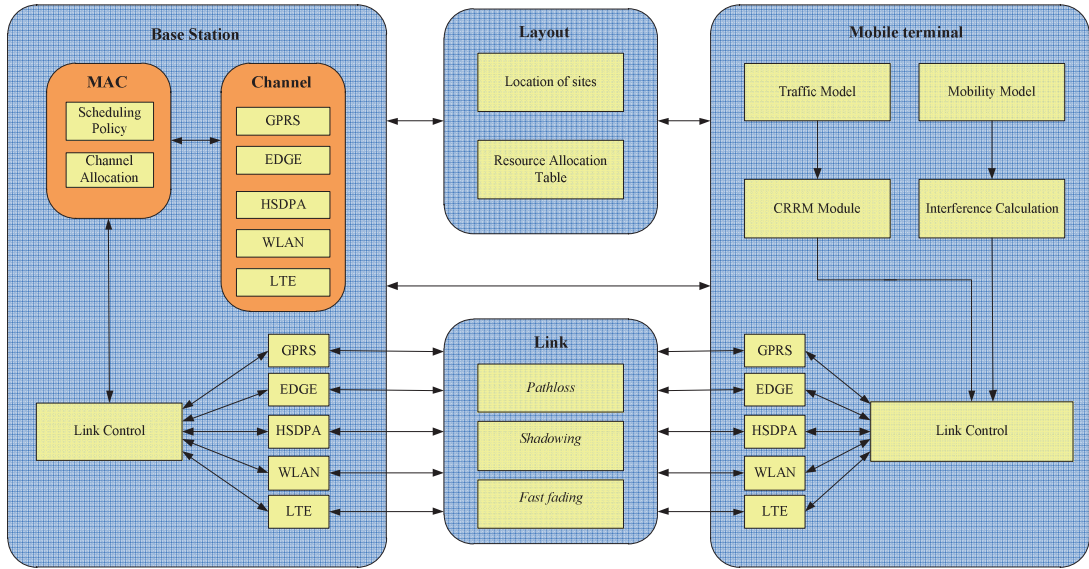 Base Station
MAC
Scheduling
Policy
Channel
Allocation
Channel
GPRS
EDGE
HSDPA
WLAN
LTE
Link Control
GPRS
EDGE
HSDPA
WLAN
LTE
Layout
Location of sites
Resource Allocation
Table
Link
Pathloss
Shadowing
Fast fading
Mobile terminal
Traffic Model
Mobility Model
CRRM Module
Interference Calculation
GPRS
EDGE
HSDPA
WLAN
LTE
Link Control